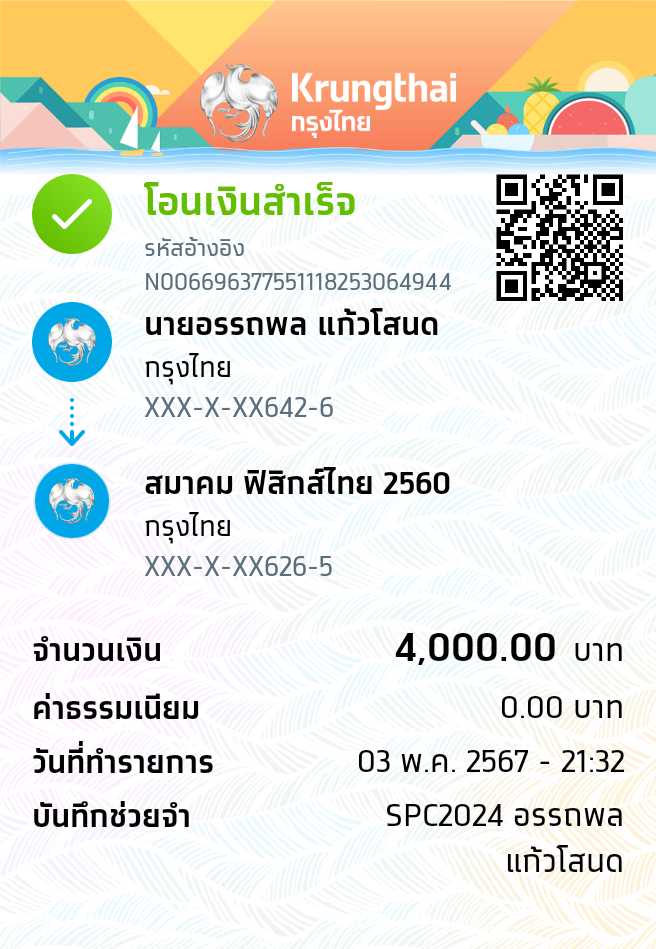 Krungthai
กรุงไทย
โอนเงินสำเร็จ
รหัสอ้างอิง
N006696377551118253064944
นายอรรถพล แก้วโสนด
กรุงไทย
XXX-X-XX642-6
สมาคม ฟิสิกส์ไทย 2560
กรุงไทย
XXX-X-XX626-5
จำนวนเงิน 4,000.00 บาท
ค่าธรรมเนียม 0.00 บาท
วันที่ทำรายการ 03 พ.ค. 2567 - 21:32
บันทึกช่วยจำ SPC2024 อรรถพล
แก้วโสนด